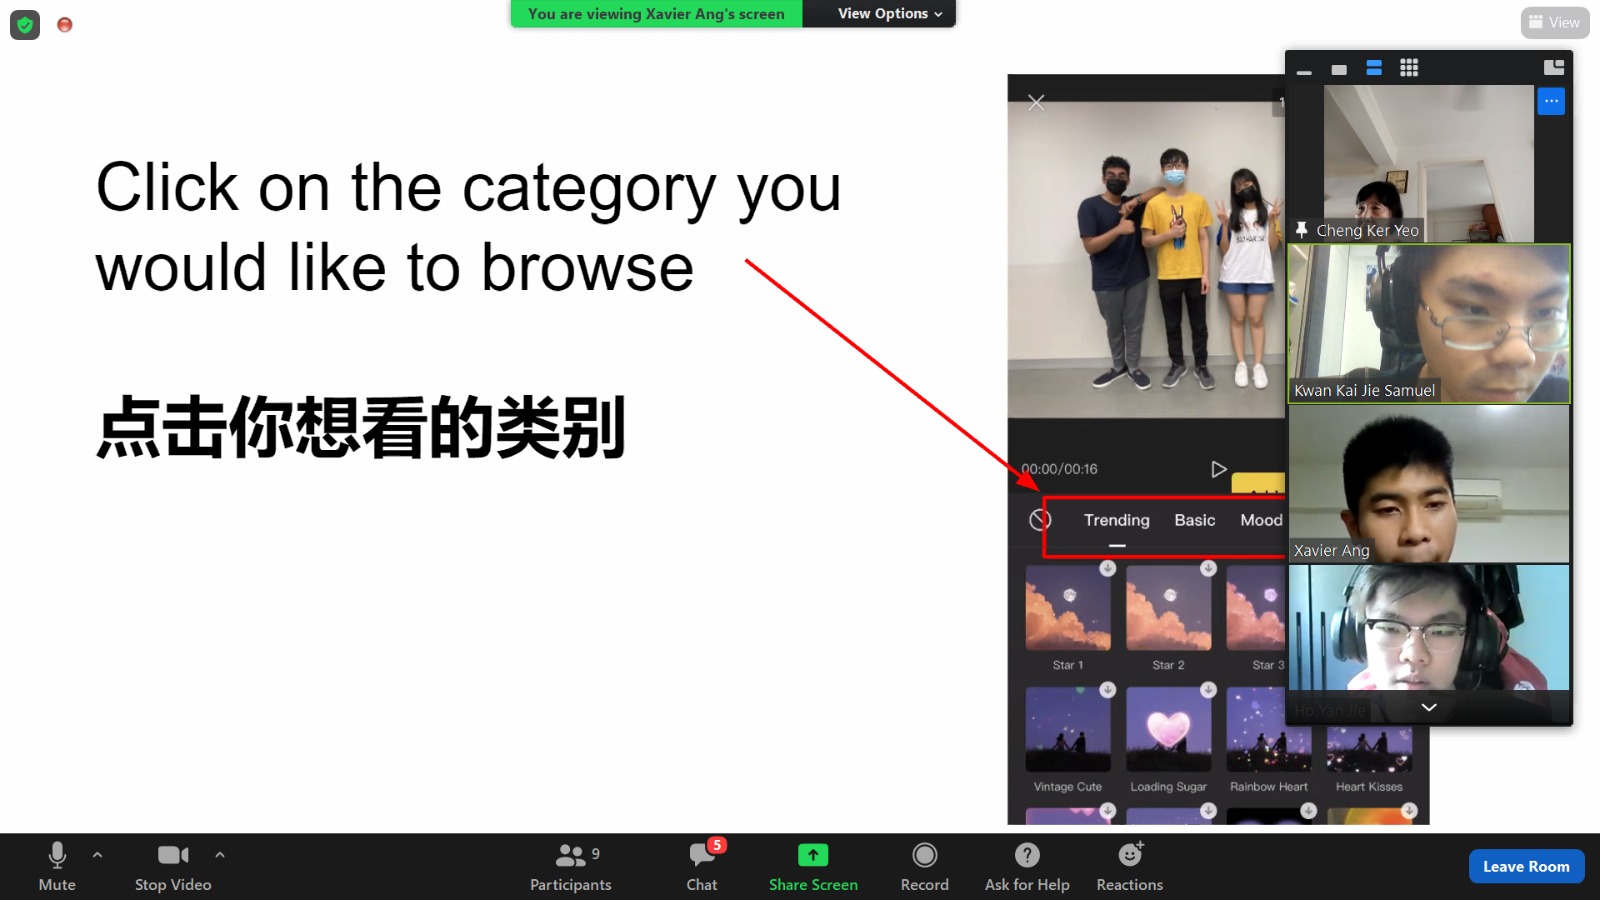 You are viewing Xavier Ang's screen
View Options
View
Click on the category you
would like to browse
点击你想看的类别
Cheng Ker Yeo
Kwan Kai Jie Samuel
Xavier Ang
Ho Yan Jie
00:00/00:16
Trending
Basic
Mood
Star 1
Star 2
Star 3
Vintage Cute
Loading Sugar
Rainbow Heart
Heart Kisses
Mute
Stop Video
9
Participants
5
Chat
Share Screen
Record
Ask for Help
Reactions
Leave Room